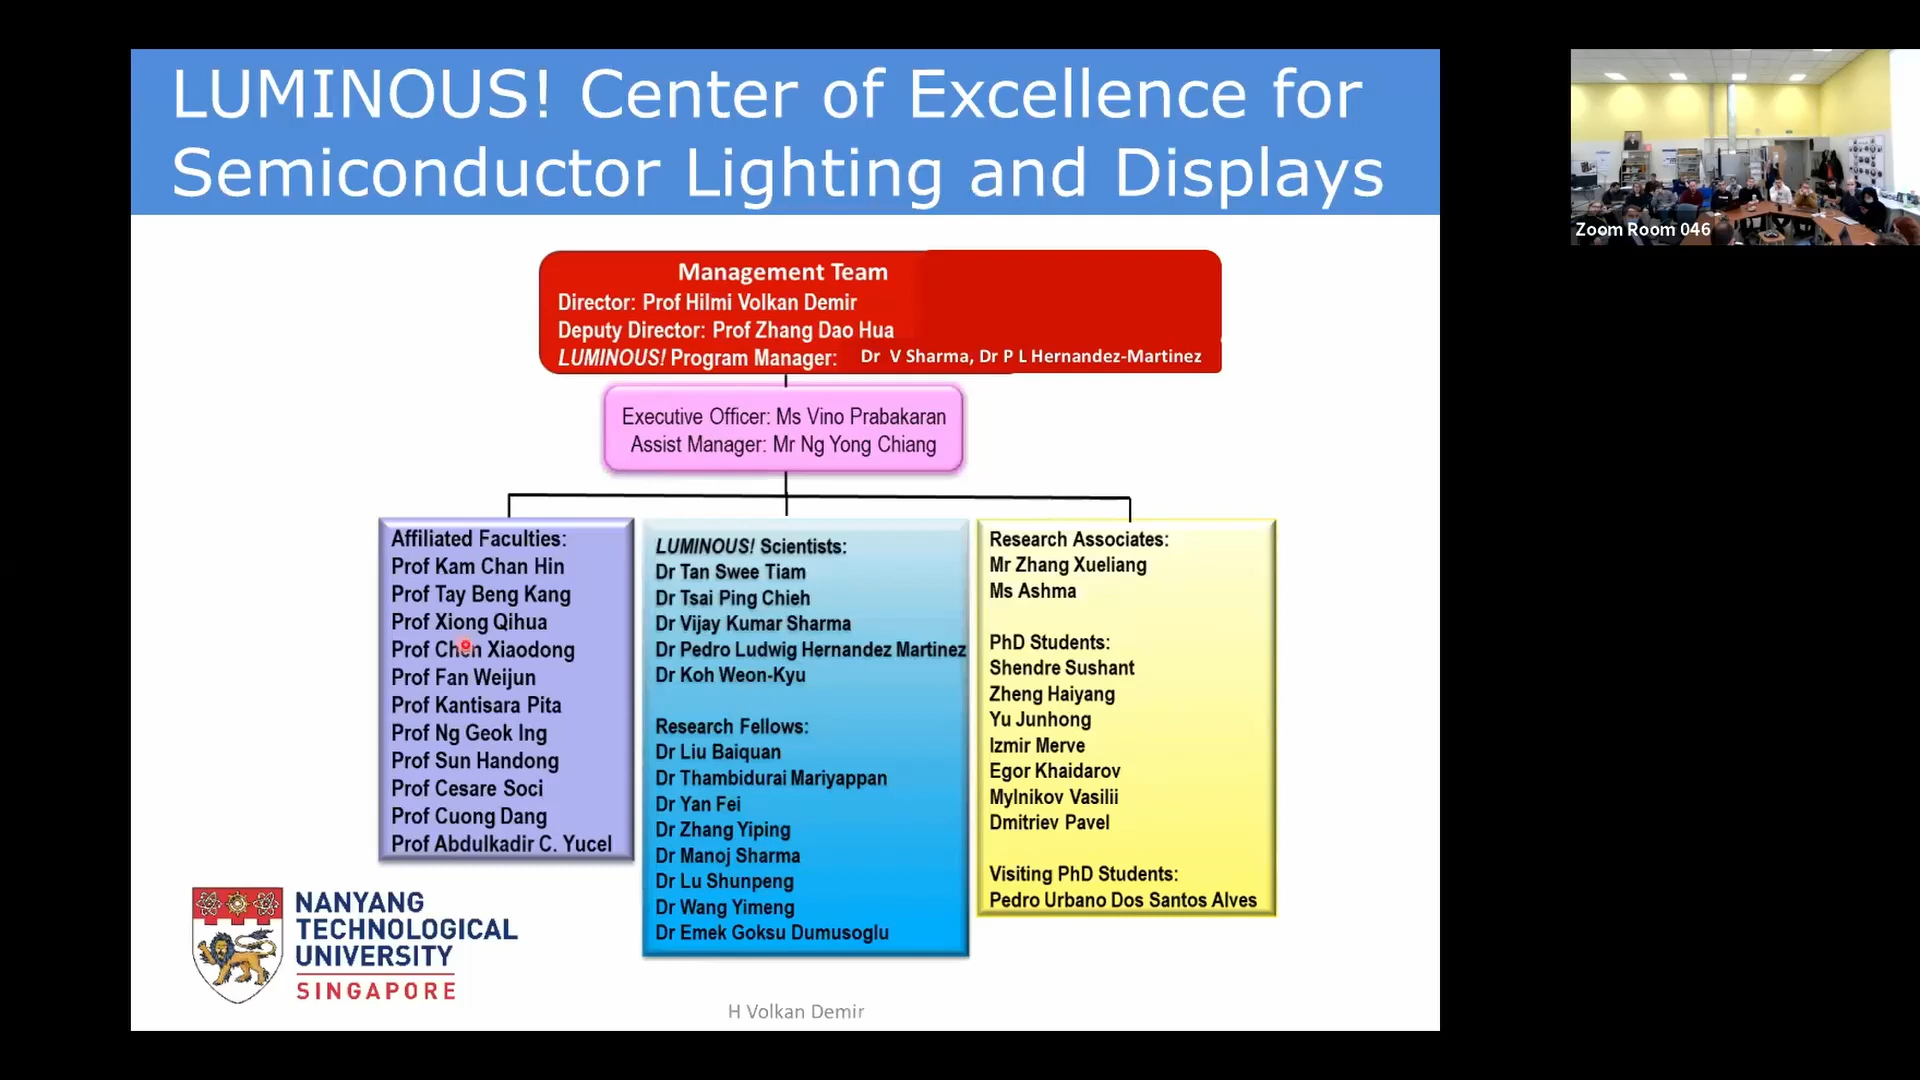 LUMINOUS! Center of Excellence for
Semiconductor Lighting and Displays
Management Team
Director: Prof Hilmi Volkan Demir
Deputy Director: Prof Zhang Dao Hua
LUMINOUS! Program Manager: Dr V Sharma, Dr P L Hernandez-Martinez
Executive Officer: Ms Vino Prabakaran
Assist Manager: Mr Ng Yong Chiang
Affiliated Faculties:
Prof Kam Chan Hin
Prof Tay Beng Kang
Prof Xiong Qihua
Prof Chen Xiaodong
Prof Fan Weijun
Prof Kantisara Pita
Prof Ng Geok Ing
Prof Sun Handong
Prof Cesare Soci
Prof Cuong Dang
Prof Abdulkadir C. Yucel
LUMINOUS! Scientists:
Dr Tan Swee Tiam
Dr Tsai Ping Chieh
Dr Vijay Kumar Sharma
Dr Pedro Ludwig Hernandez Martinez
Dr Koh Weon-Kyu
Research Fellows:
Dr Liu Baiquan
Dr Thambidurai Mariyappan
Dr Yan Fei
Dr Zhang Yiping
Dr Manoj Sharma
Dr Lu Shunpeng
Dr Wang Yimeng
Dr Emek Goksu Dumusoglu
Research Associates:
Mr Zhang Xueliang
Ms Ashma
PhD Students:
Shendre Sushant
Zheng Haiyang
Yu Junhong
Izmir Merve
Egor Khaidarov
Mylnikov Vasilii
Dmitriev Pavel
Visiting PhD Students:
Pedro Urbano Dos Santos Alves
NANYANG
TECHNOLOGICAL
UNIVERSITY
SINGAPORE
H Volkan Demir
Zoom Room 046